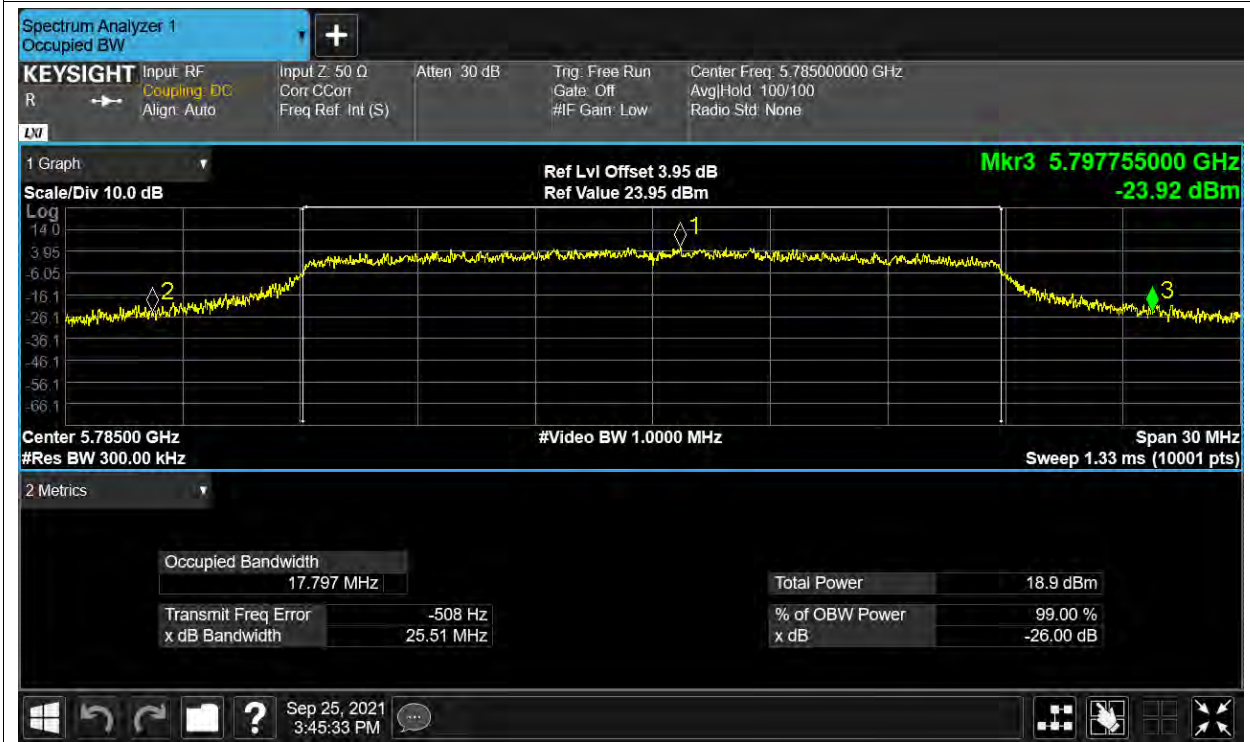 Spectrum Analyzer 1
Occupied BW
KEYSIGHT Input: RF Input Z: 50 Ω Atten: 30 dB Trig: Free Run Center Freq: 5.785000000 GHz
R Coupling: DC Corr CCorr Gate: Off Avg|Hold: 100/100
Align: Auto Freq Ref: Int (S) #IF Gain: Low Radio Std: None
LXI
1 Graph Ref Lvl Offset 3.95 dB Mkr3 5.797755000 GHz
Scale/Div 10.0 dB Ref Value 23.95 dBm -23.92 dBm
Log
14.0
1
3.95
-6.05
-16.1
2
3
-26.1
-36.1
-46.1
-56.1
-66.1
Center 5.78500 GHz #Video BW 1.0000 MHz Span 30 MHz
#Res BW 300.00 kHz Sweep 1.33 ms (10001 pts)
2 Metrics
Occupied Bandwidth
17.797 MHz Total Power 18.9 dBm
Transmit Freq Error -508 Hz % of OBW Power 99.00 %
x dB Bandwidth 25.51 MHz x dB -26.00 dB
Sep 25, 2021
3:45:33 PM